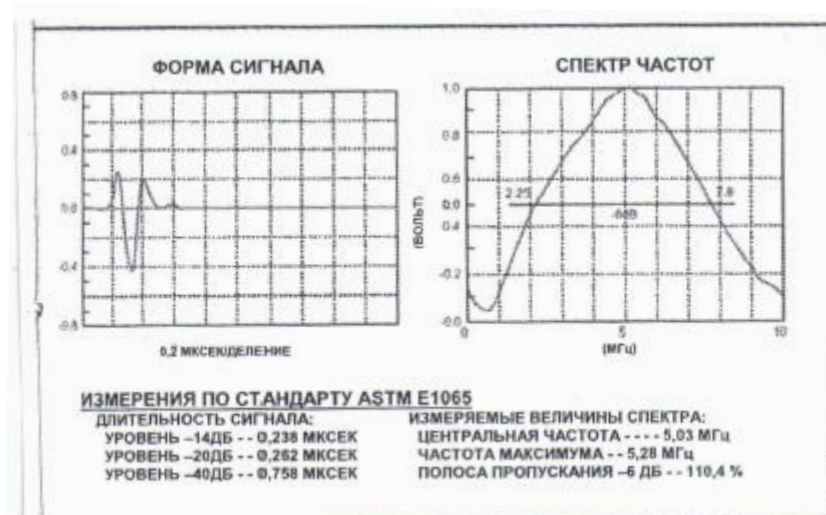 ФОРМА СИГНАЛА
0.8
0.4
0.0
-0.4
-0.8
0,2 МКСЕК/ДЕЛЕНИЕ
СПЕКТР ЧАСТОТ
1,0
0.8
0.6
2.25
7.8
-6дВ
0.4
-0.2
-0.0
(ВОЛЬТ)
0
5
10
(МГц)
ИЗМЕРЕНИЯ ПО СТ.АНДАРТУ ASTM E1065
ДЛИТЕЛЬНОСТЬ СИГНАЛА:
УРОВЕНЬ –14ДБ - - 0,238 МКСЕК
УРОВЕНЬ –20ДБ - - 0,262 МКСЕК
УРОВЕНЬ –40ДБ - - 0,758 МКСЕК
ИЗМЕРЯЕМЫЕ ВЕЛИЧИНЫ СПЕКТРА:
ЦЕНТРАЛЬНАЯ ЧАСТОТА - - - - 5,03 МГц
ЧАСТОТА МАКСИМУМА - - 5,28 МГц
ПОЛОСА ПРОПУСКАНИЯ –6 ДБ - - 110,4 %